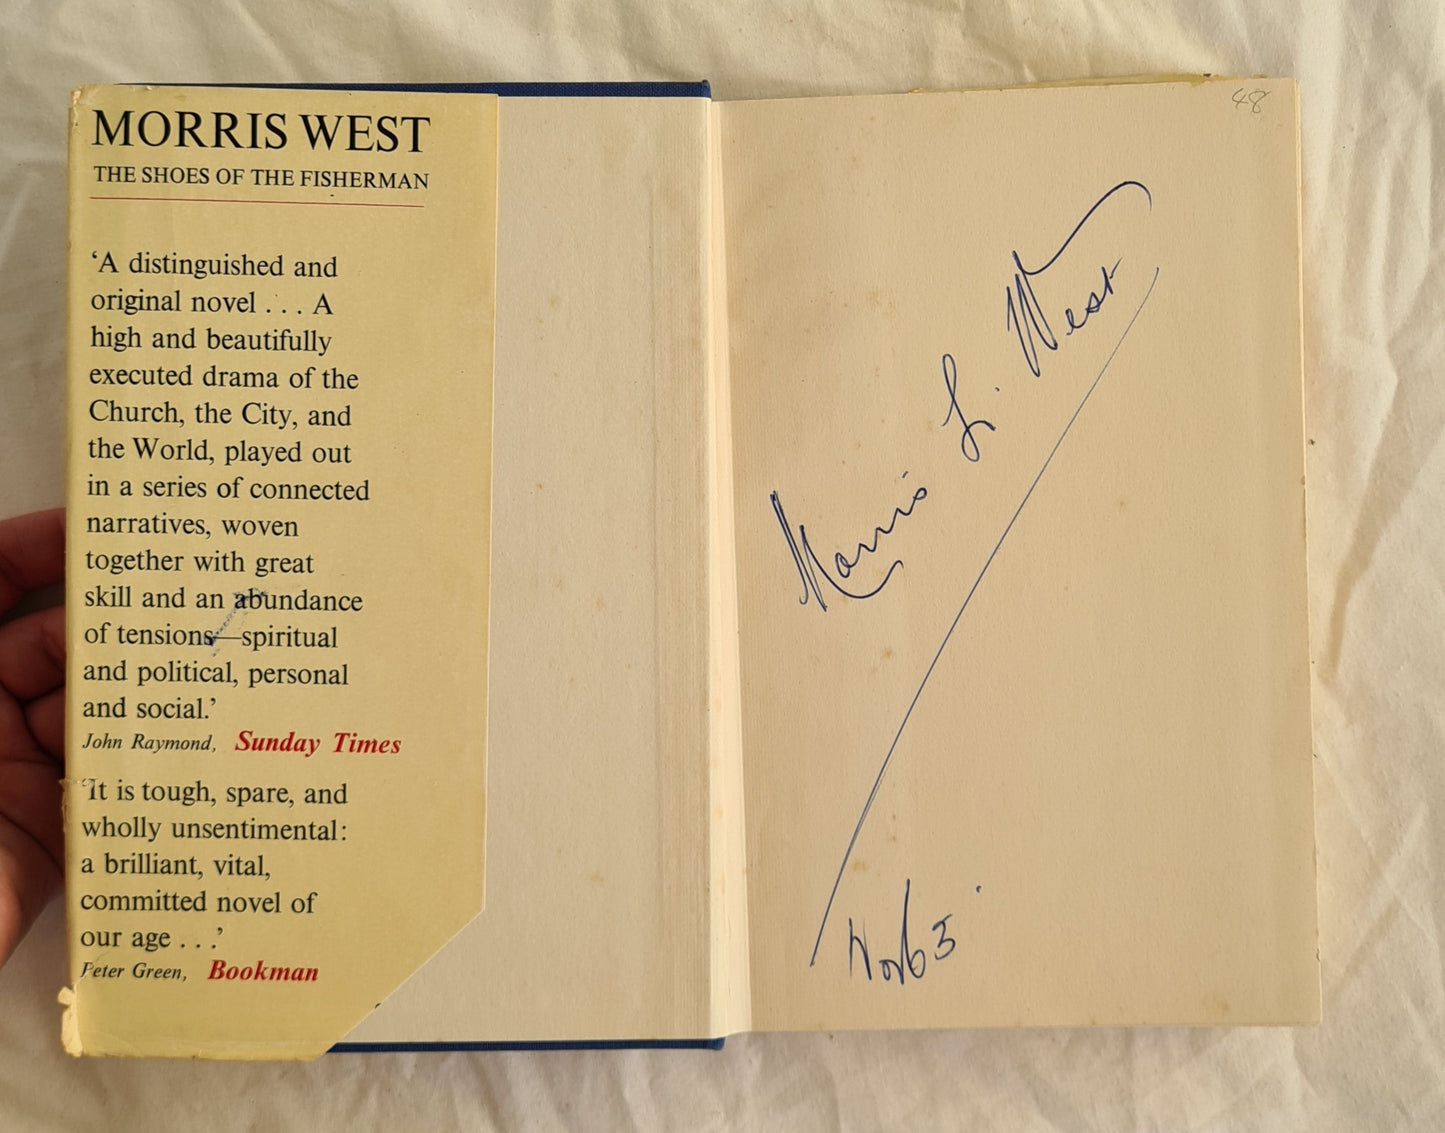 MORRIS WEST
THE SHOES OF THE FISHERMAN
‘A distinguished and
original novel . . . A
high and beautifully
executed drama of the
Church, the City, and
the World, played out
in a series of connected
narratives, woven
together with great
skill and an abundance
of tensions—spiritual
and political, personal
and social.’
John Raymond, Sunday Times
‘It is tough, spare, and
wholly unsentimental:
a brilliant, vital,
committed novel of
our age . . .’
Peter Green, Bookman
48
Morris L. West
Nov 63